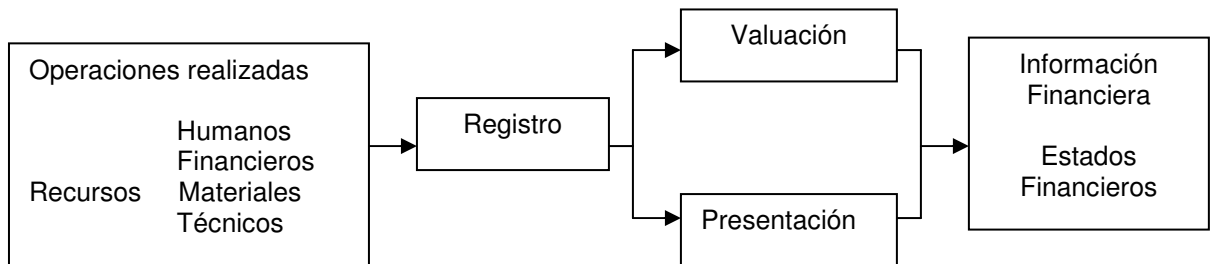 Operaciones realizadas
Humanos
Financieros
Recursos Materiales
Técnicos
Registro
Valuación
Presentación
Información
Financiera
Estados
Financieros